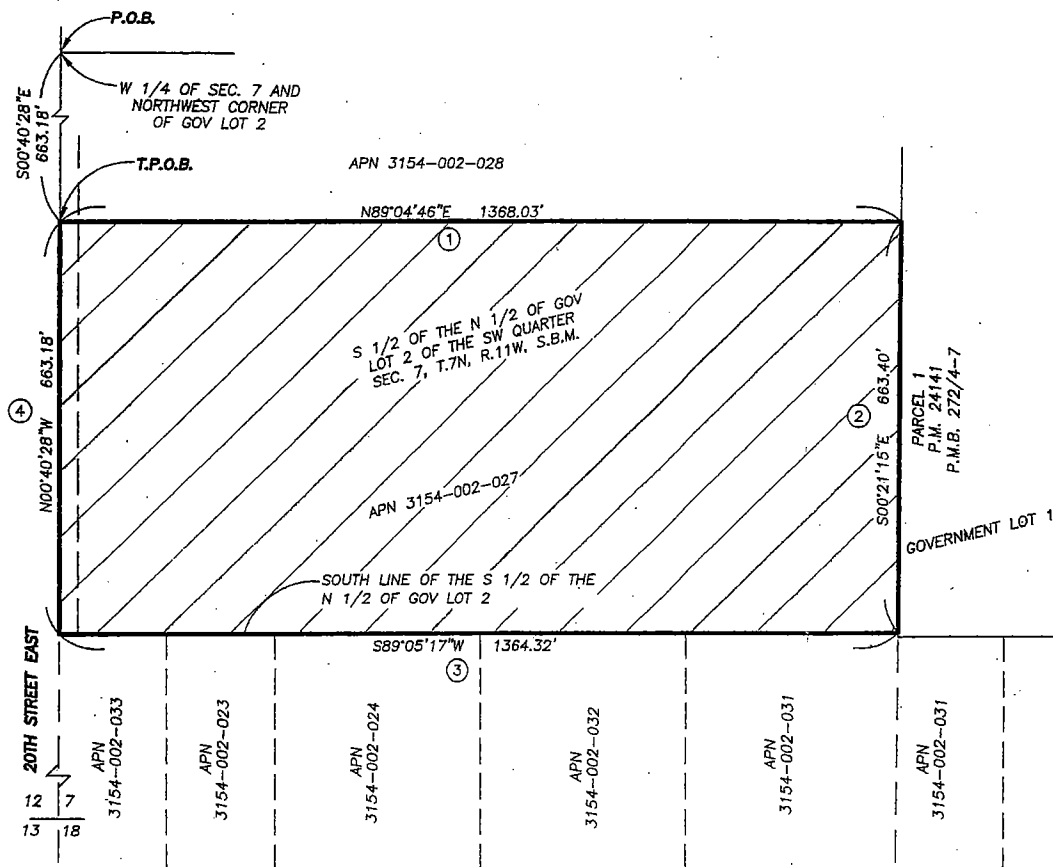 P.O.B.
W 1/4 OF SEC. 7 AND
NORTHWEST CORNER
OF GOV LOT 2
S00°40'28"E
663.18'
T.P.O.B.
APN 3154-002-028
N89°04'46"E 1368.03'
1
S 1/2 OF THE N 1/2 OF GOV
LOT 2 OF THE SW QUARTER
SEC. 7, T.7N, R.11W, S.B.M.
N00°40'28"W 663.18'
4
2
S00°21'15"E 663.40'
PARCEL 1
P.M. 24141
P.M.B. 272/4-7
APN 3154-002-027
GOVERNMENT LOT 1
SOUTH LINE OF THE S 1/2 OF THE
N 1/2 OF GOV LOT 2
S89°05'17"W 1364.32'
3
20TH STREET EAST
12 7
13 18
APN
3154-002-033
APN
3154-002-023
APN
3154-002-024
APN
3154-002-032
APN
3154-002-031
APN
3154-002-031